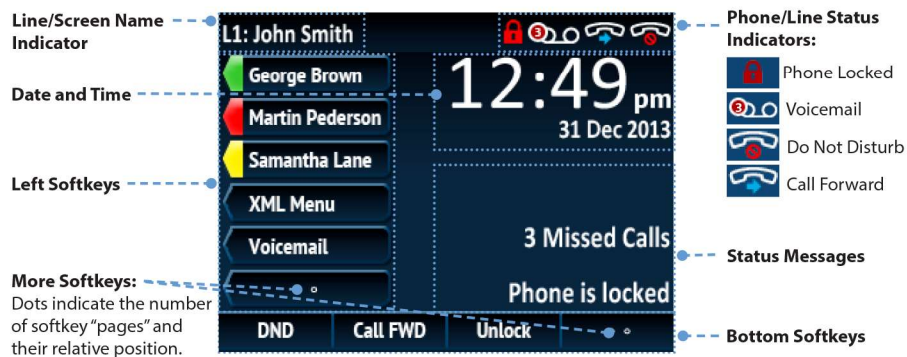 Line/Screen Name
Indicator
Date and Time
Left Softkeys
More Softkeys:
Dots indicate the number
of softkey “pages” and
their relative position.
L1: John Smith
3
George Brown
Martin Pederson
Samantha Lane
XML Menu
Voicemail
12:49 pm
31 Dec 2013
3 Missed Calls
Phone is locked
DND Call FWD Unlock
Phone/Line Status
Indicators:
Phone Locked
3 Voicemail
Do Not Disturb
Call Forward
Status Messages
Bottom Softkeys